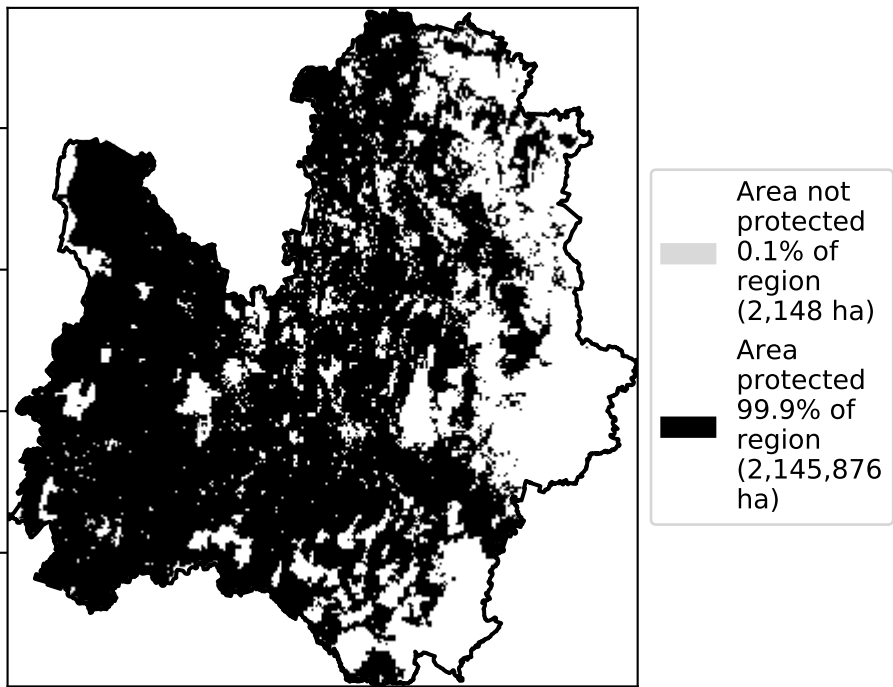 Area not
protected
0.1% of
region
(2,148 ha)
Area
protected
99.9% of
region
(2,145,876
ha)